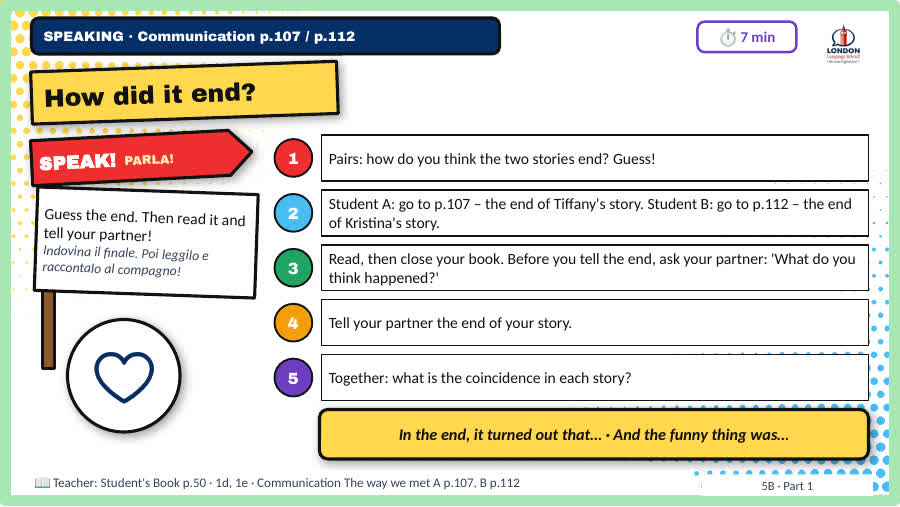 SPEAKING · Communication p.107 / p.112
⏱️ 7 min
LONDON
Language School
How did it end?
SPEAK! PARLA!
Guess the end. Then read it and
tell your partner!
Indovina il finale. Poi leggilo e
raccontalo al compagno!
1 Pairs: how do you think the two stories end? Guess!
2 Student A: go to p.107 – the end of Tiffany's story. Student B: go to p.112 – the end
of Kristina's story.
3 Read, then close your book. Before you tell the end, ask your partner: 'What do you
think happened?'
4 Tell your partner the end of your story.
5 Together: what is the coincidence in each story?
In the end, it turned out that... · And the funny thing was...
📖 Teacher: Student's Book p.50 · 1d, 1e · Communication The way we met A p.107, B p.112
5B · Part 1